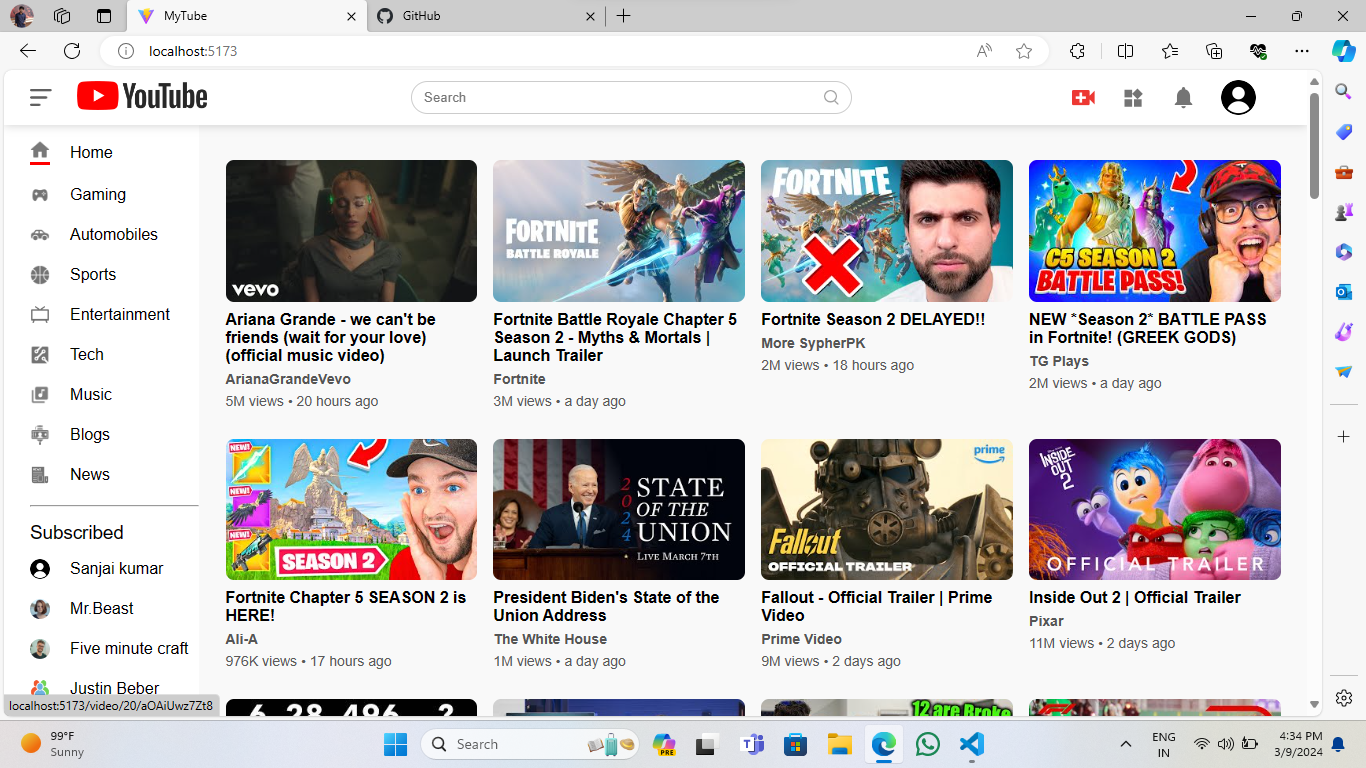 MyTube
GitHub
localhost:5173
YouTube
Search
Home
Gaming
Automobiles
Sports
Entertainment
Tech
Music
Blogs
News
Subscribed
Sanjai kumar
Mr.Beast
Five minute craft
Justin Beber
localhost:5173/video/20/aOAiUwz7Zt8
vevo
Ariana Grande - we can't be
friends (wait for your love)
(official music video)
ArianaGrandeVevo
5M views • 20 hours ago
FORTNITE
BATTLE ROYALE
Fortnite Battle Royale Chapter 5
Season 2 - Myths & Mortals |
Launch Trailer
Fortnite
3M views • a day ago
FORTNITE
Fortnite Season 2 DELAYED!!
More SypherPK
2M views • 18 hours ago
C5 SEASON 2
BATTLE PASS!
NEW *Season 2* BATTLE PASS
in Fortnite! (GREEK GODS)
TG Plays
2M views • a day ago
NEW!
NEW!
NEW!
SEASON 2
Fortnite Chapter 5 SEASON 2 is
HERE!
Ali-A
976K views • 17 hours ago
2024
STATE
OF THE
UNION
LIVE MARCH 7TH
President Biden's State of the
Union Address
The White House
1M views • a day ago
prime
Fallout
OFFICIAL TRAILER
Fallout - Official Trailer | Prime
Video
Prime Video
9M views • 2 days ago
INSIDE
OUT 2
OFFICIAL TRAILER
Inside Out 2 | Official Trailer
Pixar
11M views • 2 days ago
12 are Broke
99°F
Sunny
Search
PRE
ENG
IN
4:34 PM
3/9/2024